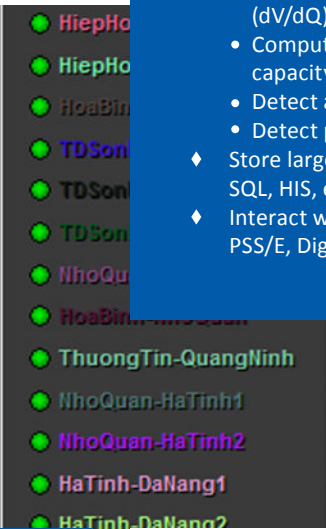 (dV/dQ)
• Comput
capacity
• Detect a
• Detect
♦ Store large
SQL, HIS,
♦ Interact w
PSS/E, Dig
HiepHo
HiepHo
HoaBin
TDSon
TDSon
TDSon
NhoQu
HoaBinh-NhoQuan
ThuongTin-QuangNinh
NhoQuan-HaTinh1
NhoQuan-HaTinh2
HaTinh-DaNang1
HaTinh-DaNang2